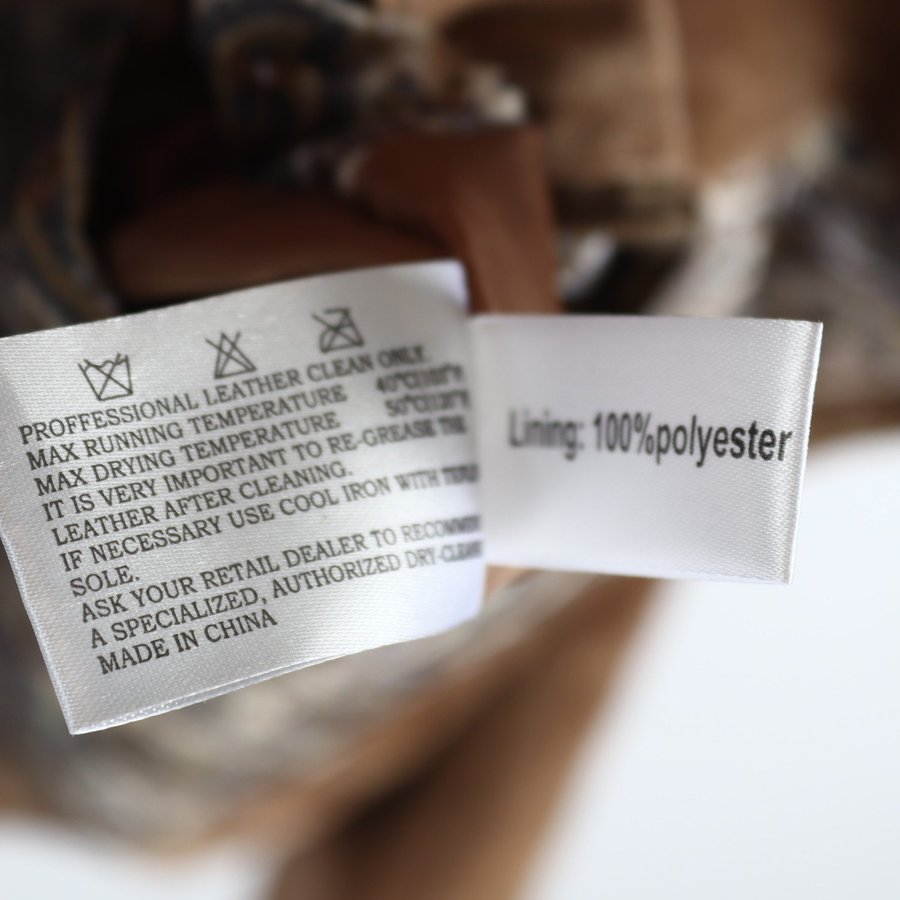 PROFFESSIONAL LEATHER CLEAN ONLY.
MAX RUNNING TEMPERATURE
MAX DRYING TEMPERATURE
IT IS VERY IMPORTANT TO RE-GREASE THE
LEATHER AFTER CLEANING.
IF NECESSARY USE COOL IRON WITH
SOLE.
ASK YOUR RETAIL DEALER TO
A SPECIALIZED, AUTHORIZED
MADE IN CHINA
Lining: 100%polyester